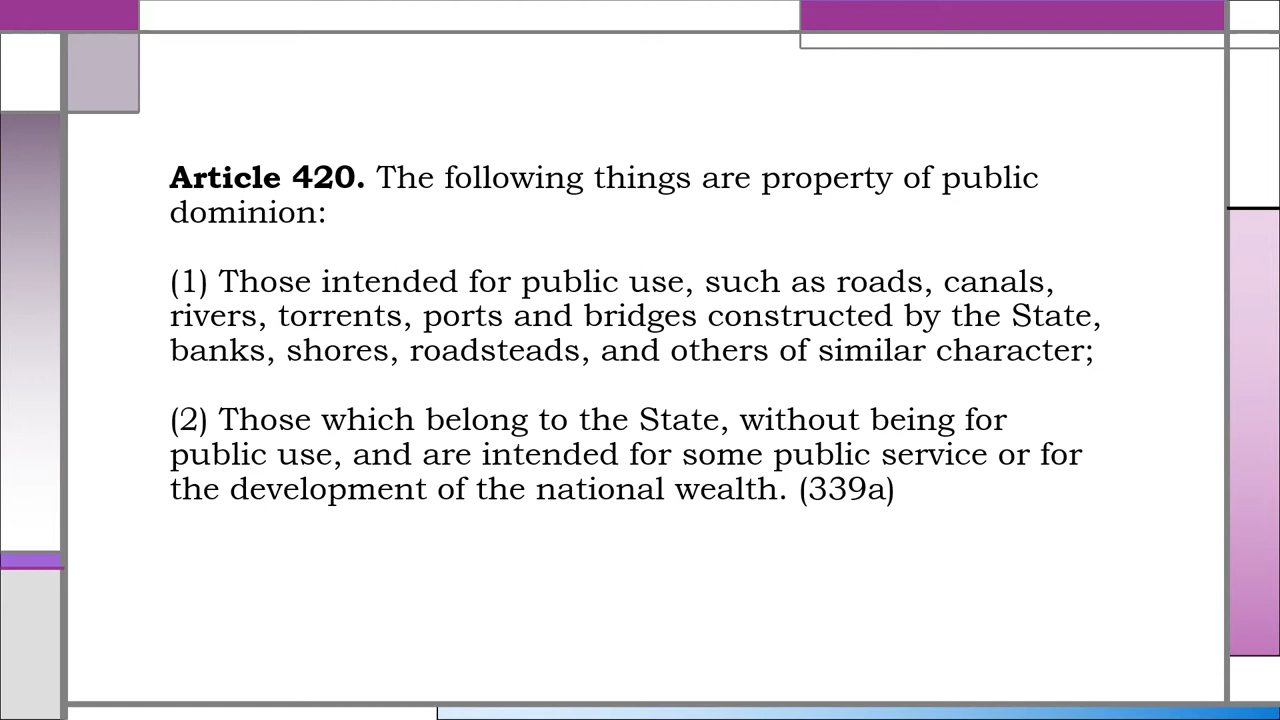 Article 420. The following things are property of public
dominion:
(1) Those intended for public use, such as roads, canals,
rivers, torrents, ports and bridges constructed by the State,
banks, shores, roadsteads, and others of similar character;
(2) Those which belong to the State, without being for
public use, and are intended for some public service or for
the development of the national wealth. (339a)